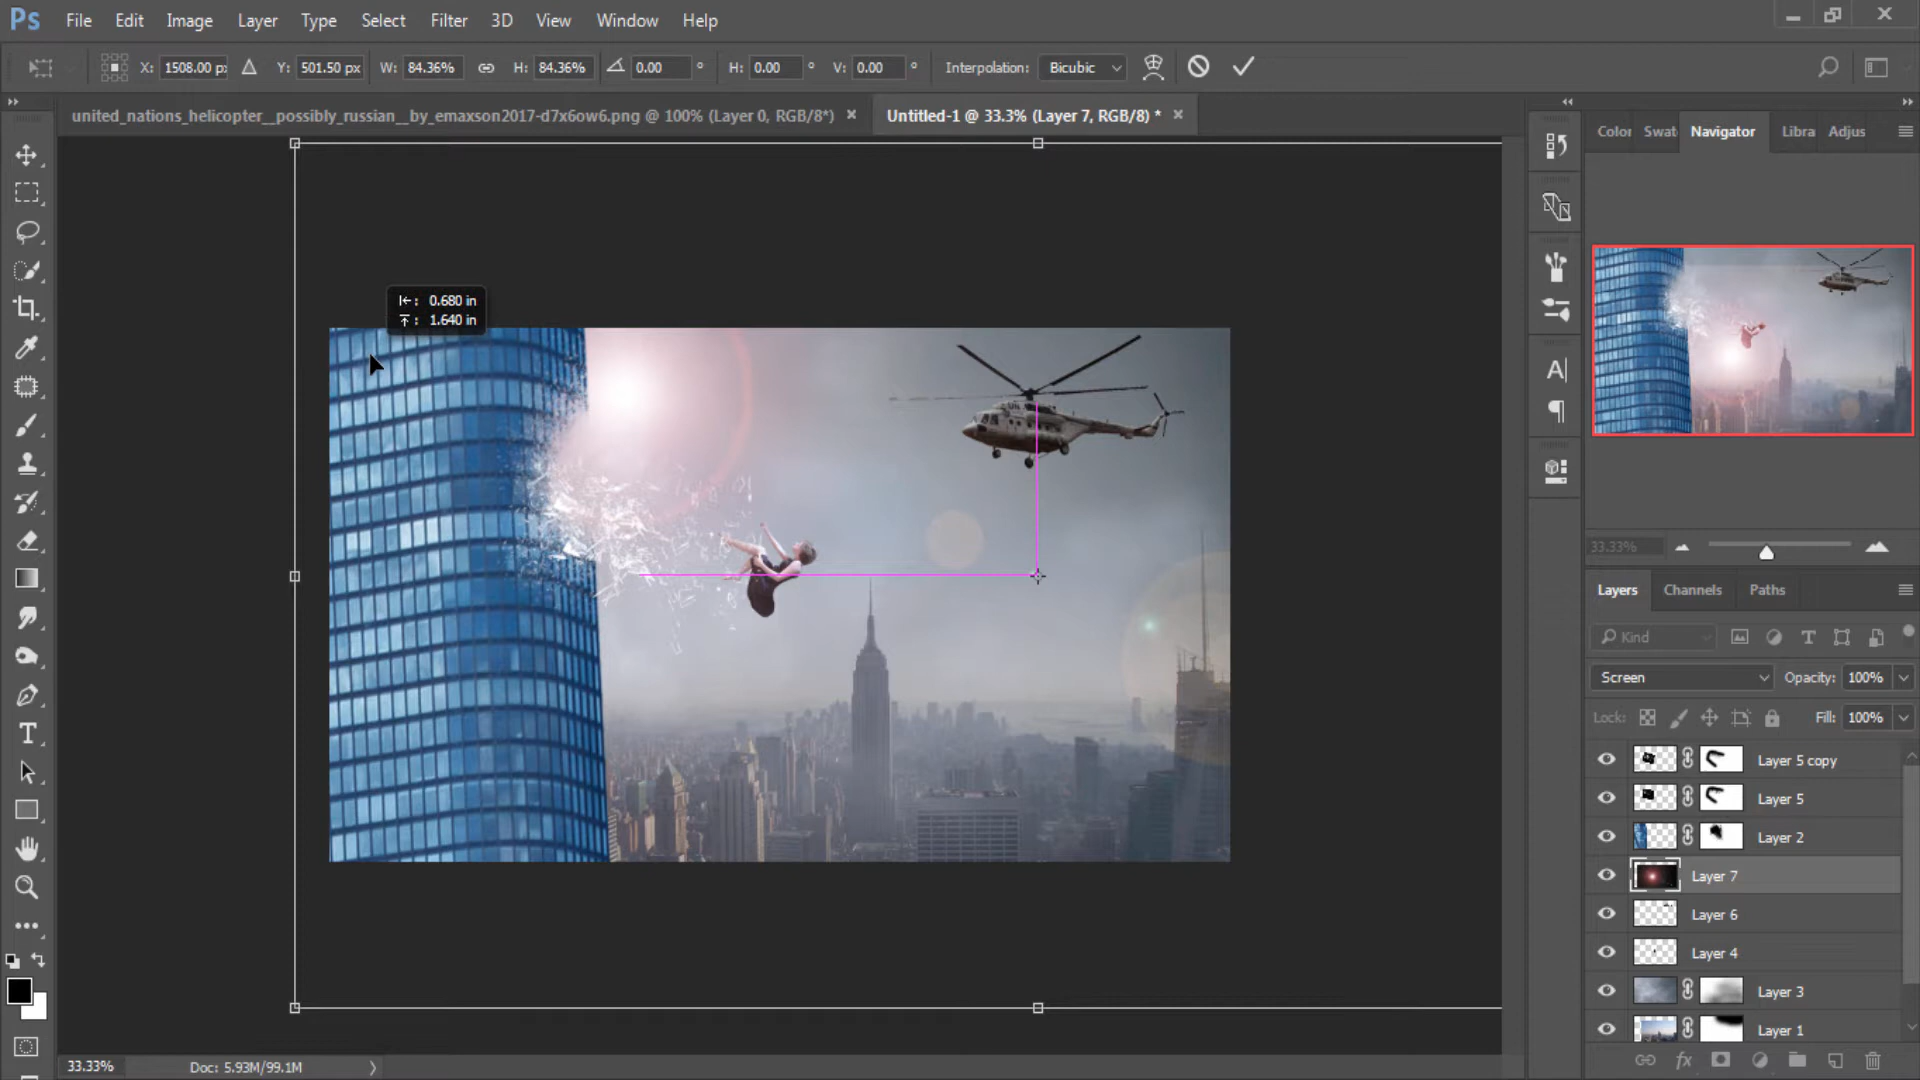 Ps File Edit Image Layer Type Select Filter 3D View Window Help
X: 1508.00 px Y: 501.50 px W: 84.36% H: 84.36% 0.00 ° H: 0.00 ° V: 0.00 ° Interpolation: Bicubic
united_nations_helicopter__possibly_russian__by_emaxson2017-d7x6ow6.png @ 100% (Layer 0, RGB/8*) × Untitled-1 @ 33.3% (Layer 7, RGB/8) * ×
Color Swat Navigator Libra Adjus
: 0.680 in
: 1.640 in
33.33%
Layers Channels Paths
Kind
Screen Opacity: 100%
Lock: Fill: 100%
Layer 5 copy
Layer 5
Layer 2
Layer 7
Layer 6
Layer 4
Layer 3
Layer 1
fx
33.33% Doc: 5.93M/99.1M